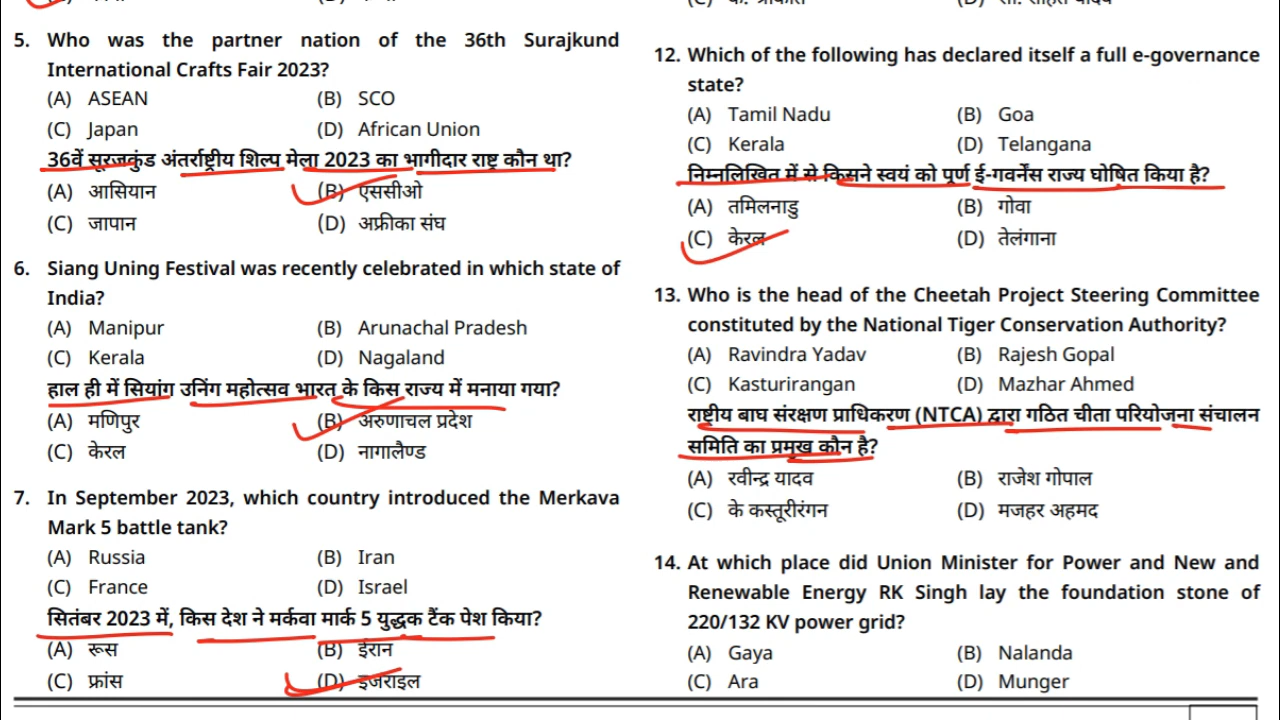 5. Who was the partner nation of the 36th Surajkund
International Crafts Fair 2023?
(A) ASEAN (B) SCO
(C) Japan (D) African Union
36वें सूरजकुंड अंतर्राष्ट्रीय शिल्प मेला 2023 का भागीदार राष्ट्र कौन था?
(A) आसियान (B) एससीओ
(C) जापान (D) अफ्रीका संघ
6. Siang Uning Festival was recently celebrated in which state of
India?
(A) Manipur (B) Arunachal Pradesh
(C) Kerala (D) Nagaland
हाल ही में सियांग उनिंग महोत्सव भारत के किस राज्य में मनाया गया?
(A) मणिपुर (B) अरुणाचल प्रदेश
(C) केरल (D) नागालैण्ड
7. In September 2023, which country introduced the Merkava
Mark 5 battle tank?
(A) Russia (B) Iran
(C) France (D) Israel
सितंबर 2023 में, किस देश ने मर्कवा मार्क 5 युद्धक टैंक पेश किया?
(A) रूस (B) ईरान
(C) फ्रांस (D) इजराइल
12. Which of the following has declared itself a full e-governance
state?
(A) Tamil Nadu (B) Goa
(C) Kerala (D) Telangana
निम्नलिखित में से किसने स्वयं को पूर्ण ई-गवर्नेंस राज्य घोषित किया है?
(A) तमिलनाडु (B) गोवा
(C) केरल (D) तेलंगाना
13. Who is the head of the Cheetah Project Steering Committee
constituted by the National Tiger Conservation Authority?
(A) Ravindra Yadav (B) Rajesh Gopal
(C) Kasturirangan (D) Mazhar Ahmed
राष्ट्रीय बाघ संरक्षण प्राधिकरण (NTCA) द्वारा गठित चीता परियोजना संचालन
समिति का प्रमुख कौन है?
(A) रवीन्द्र यादव (B) राजेश गोपाल
(C) के कस्तूरीरंगन (D) मजहर अहमद
14. At which place did Union Minister for Power and New and
Renewable Energy RK Singh lay the foundation stone of
220/132 KV power grid?
(A) Gaya (B) Nalanda
(C) Ara (D) Munger